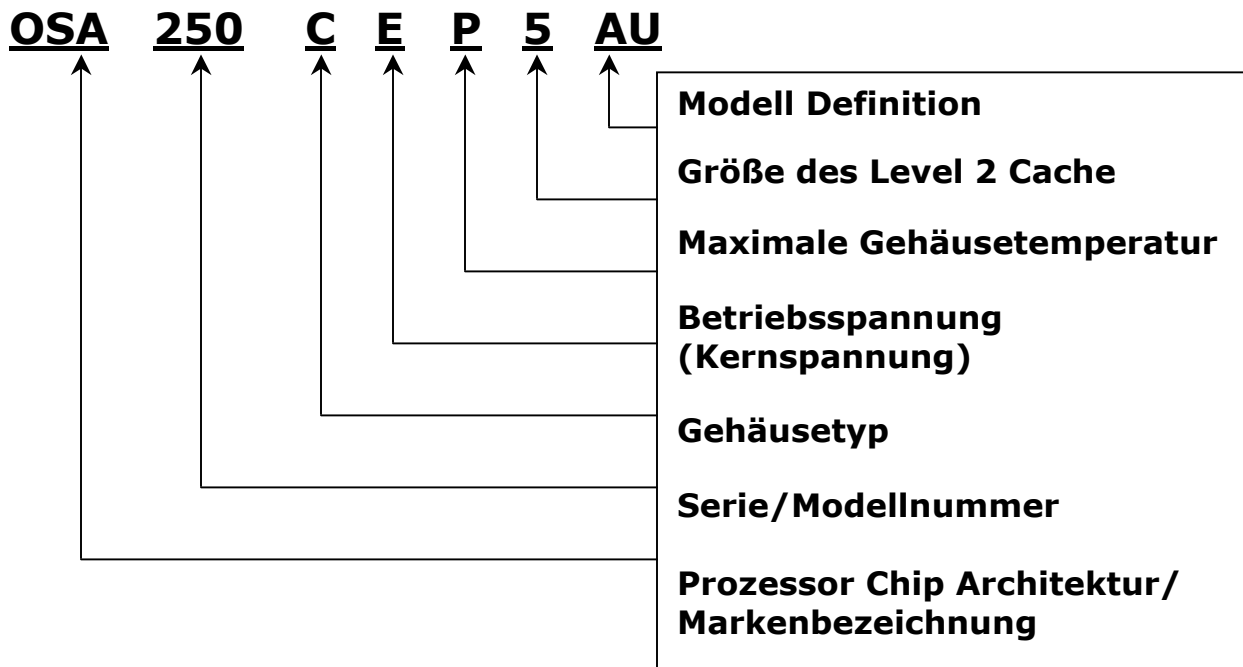 OSA 250 C E P 5 AU
Modell Definition
Größe des Level 2 Cache
Maximale Gehäusetemperatur
Betriebsspannung
(Kernspannung)
Gehäusetyp
Serie/Modellnummer
Prozessor Chip Architektur/
Markenbezeichnung